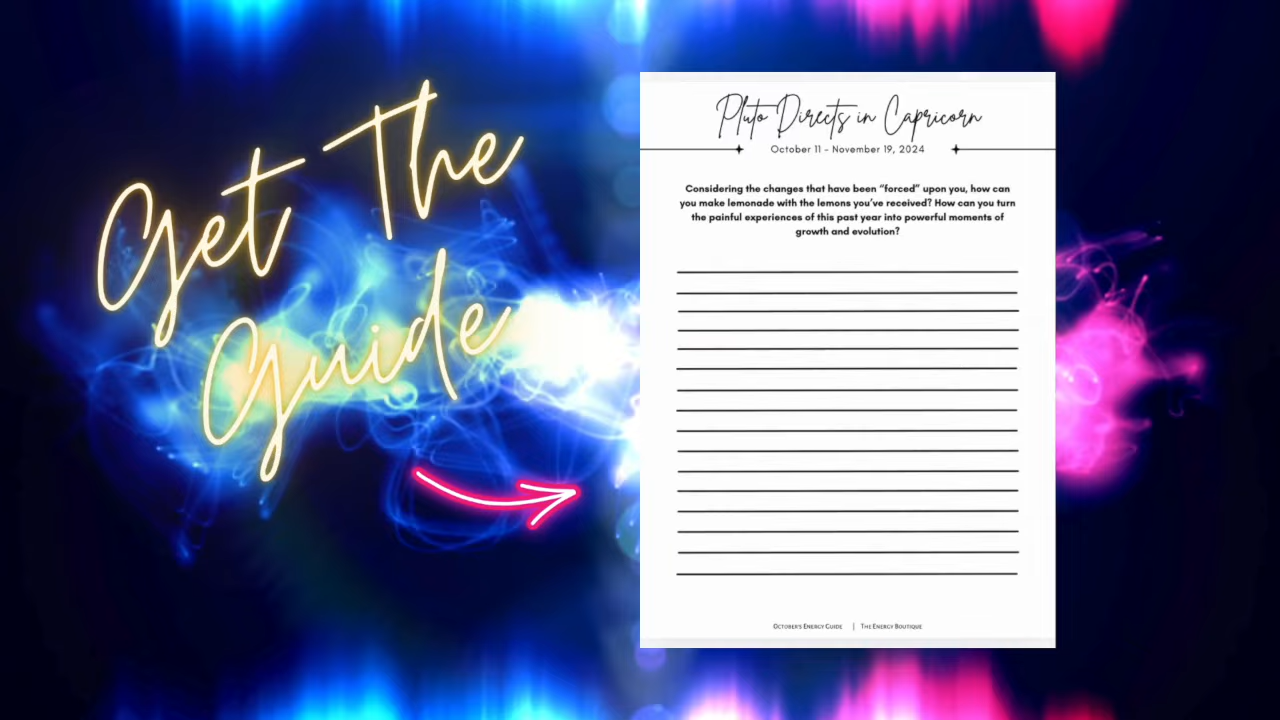 Get The
Guide
Pluto Directs in Capricorn
October 11 - November 19, 2024
Considering the changes that have been “forced” upon you, how can
you make lemonade with the lemons you’ve received? How can you turn
the painful experiences of this past year into powerful moments of
growth and evolution?
October's Energy Guide | The Energy Boutique